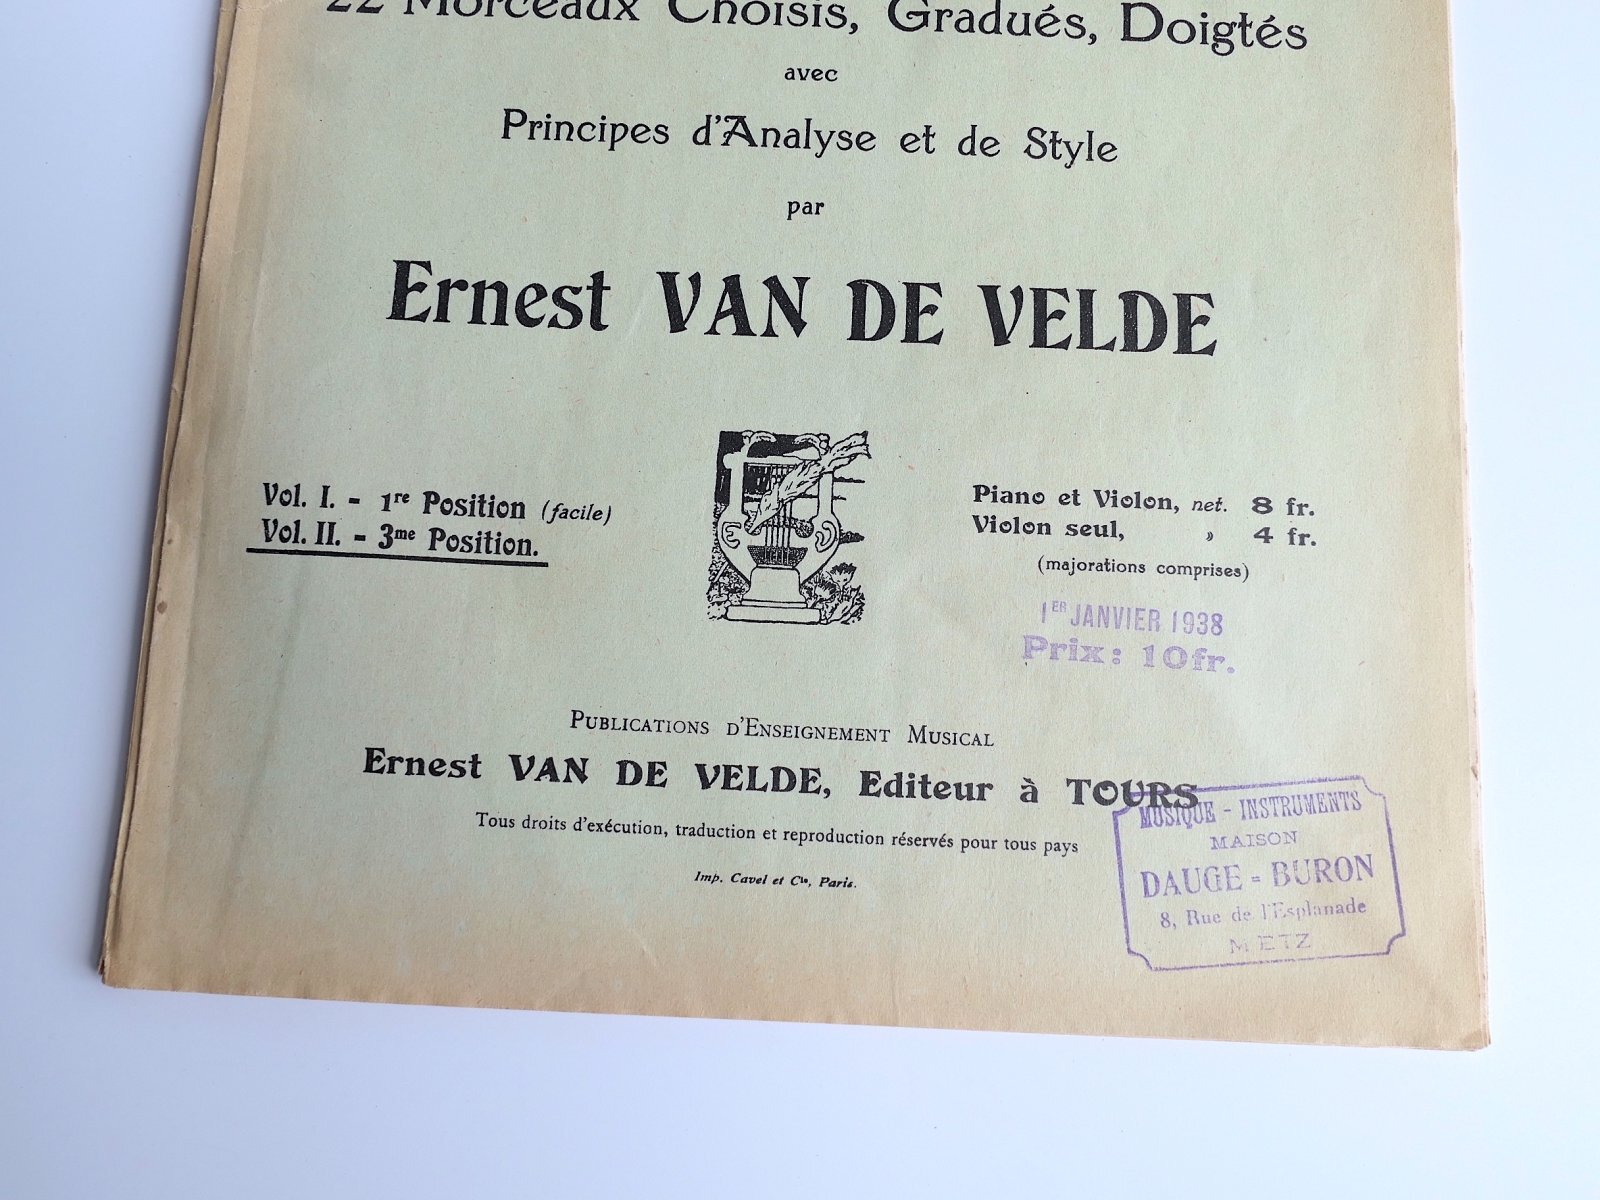 22 Morceaux Choisis, Gradués, Doigtés
avec
Principes d'Analyse et de Style
par
Ernest VAN DE VELDE
Vol. I. - 1re Position (facile)
Vol. II. - 3me Position.
Piano et Violon, net. 8 fr.
Violon seul, » 4 fr.
(majorations comprises)
1ER JANVIER 1938
Prix: 10fr.
PUBLICATIONS D'ENSEIGNEMENT MUSICAL
Ernest VAN DE VELDE, Editeur à TOURS
Tous droits d'exécution, traduction et reproduction réservés pour tous pays
Imp. Cavel et Cie, Paris.
MUSIQUE - INSTRUMENTS
MAISON
DAUGE = BURON
8, Rue de l'Esplanade
METZ